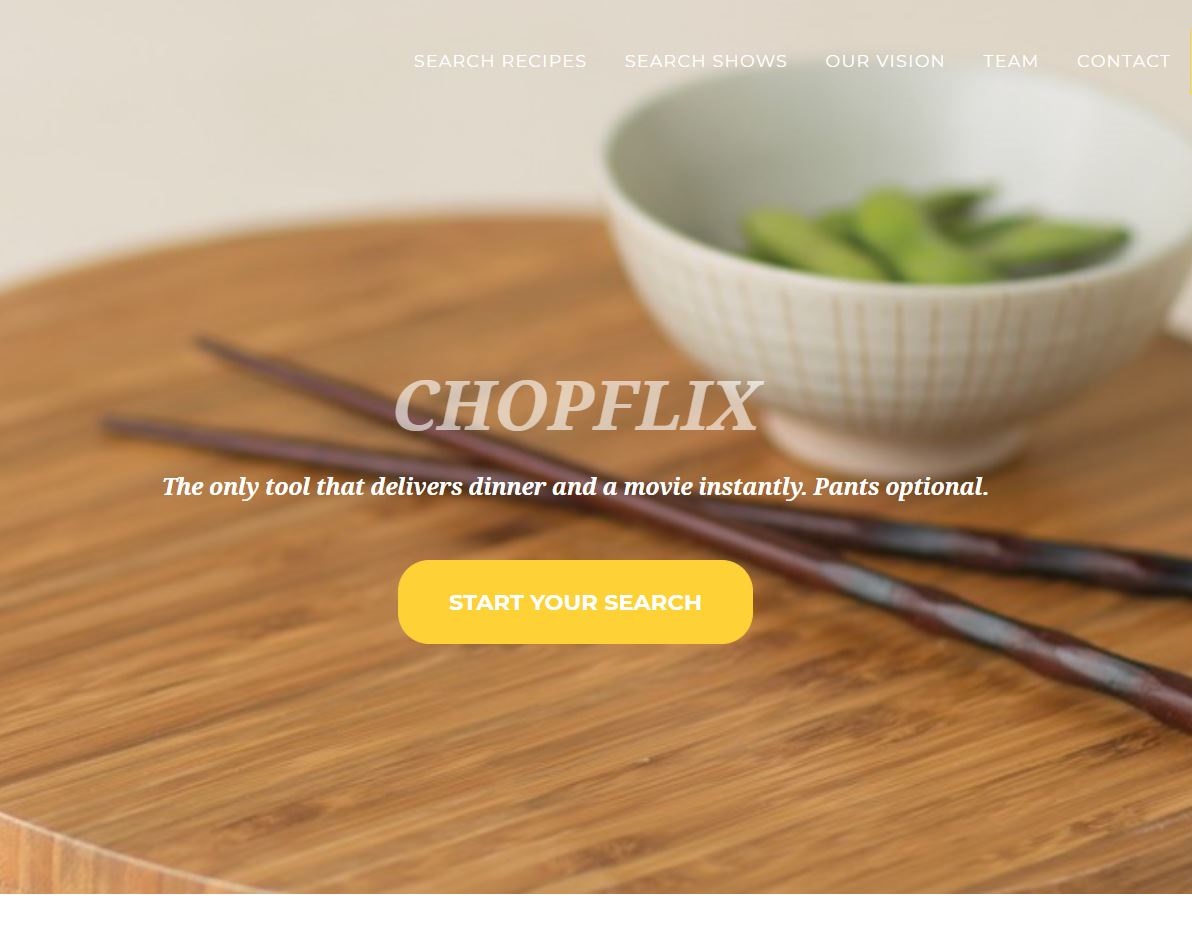 SEARCH RECIPES SEARCH SHOWS OUR VISION TEAM CONTACT
CHOPFLIX
The only tool that delivers dinner and a movie instantly. Pants optional.
START YOUR SEARCH